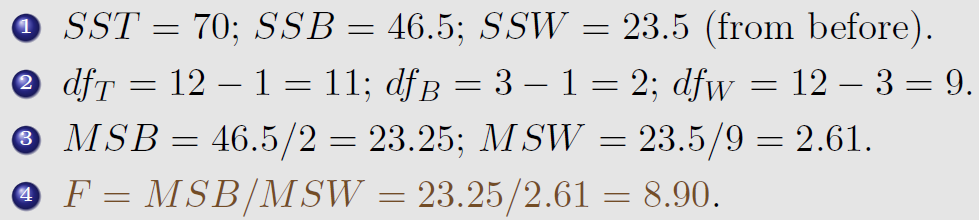 1 SST = 70; SSB = 46.5; SSW = 23.5 (from before).
2 df_T = 12 − 1 = 11; df_B = 3 − 1 = 2; df_W = 12 − 3 = 9.
3 MSB = 46.5/2 = 23.25; MSW = 23.5/9 = 2.61.
4 F = MSB/MSW = 23.25/2.61 = 8.90.